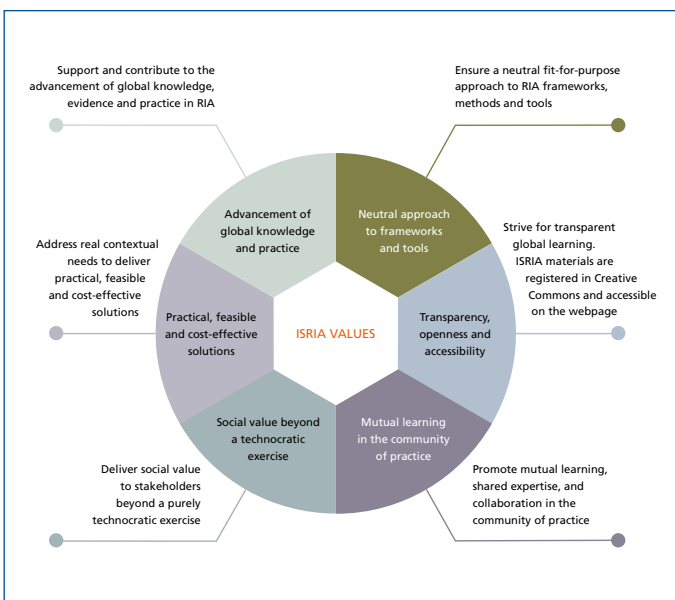 Support and contribute to the
advancement of global knowledge,
evidence and practice in RIA
Ensure a neutral fit-for-purpose
approach to RIA frameworks,
methods and tools
Advancement of
global knowledge
and practice
Neutral approach
to frameworks
and tools
Address real contextual
needs to deliver
practical, feasible
and cost-effective
solutions
Practical, feasible
and cost-effective
solutions
ISRIA VALUES
Transparency,
openness and
accessibility
Strive for transparent
global learning.
ISRIA materials are
registered in Creative
Commons and accessible
on the webpage
Social value beyond
a technocratic
exercise
Mutual learning
in the community
of practice
Deliver social value
to stakeholders
beyond a purely
technocratic exercise
Promote mutual learning,
shared expertise, and
collaboration in the
community of practice